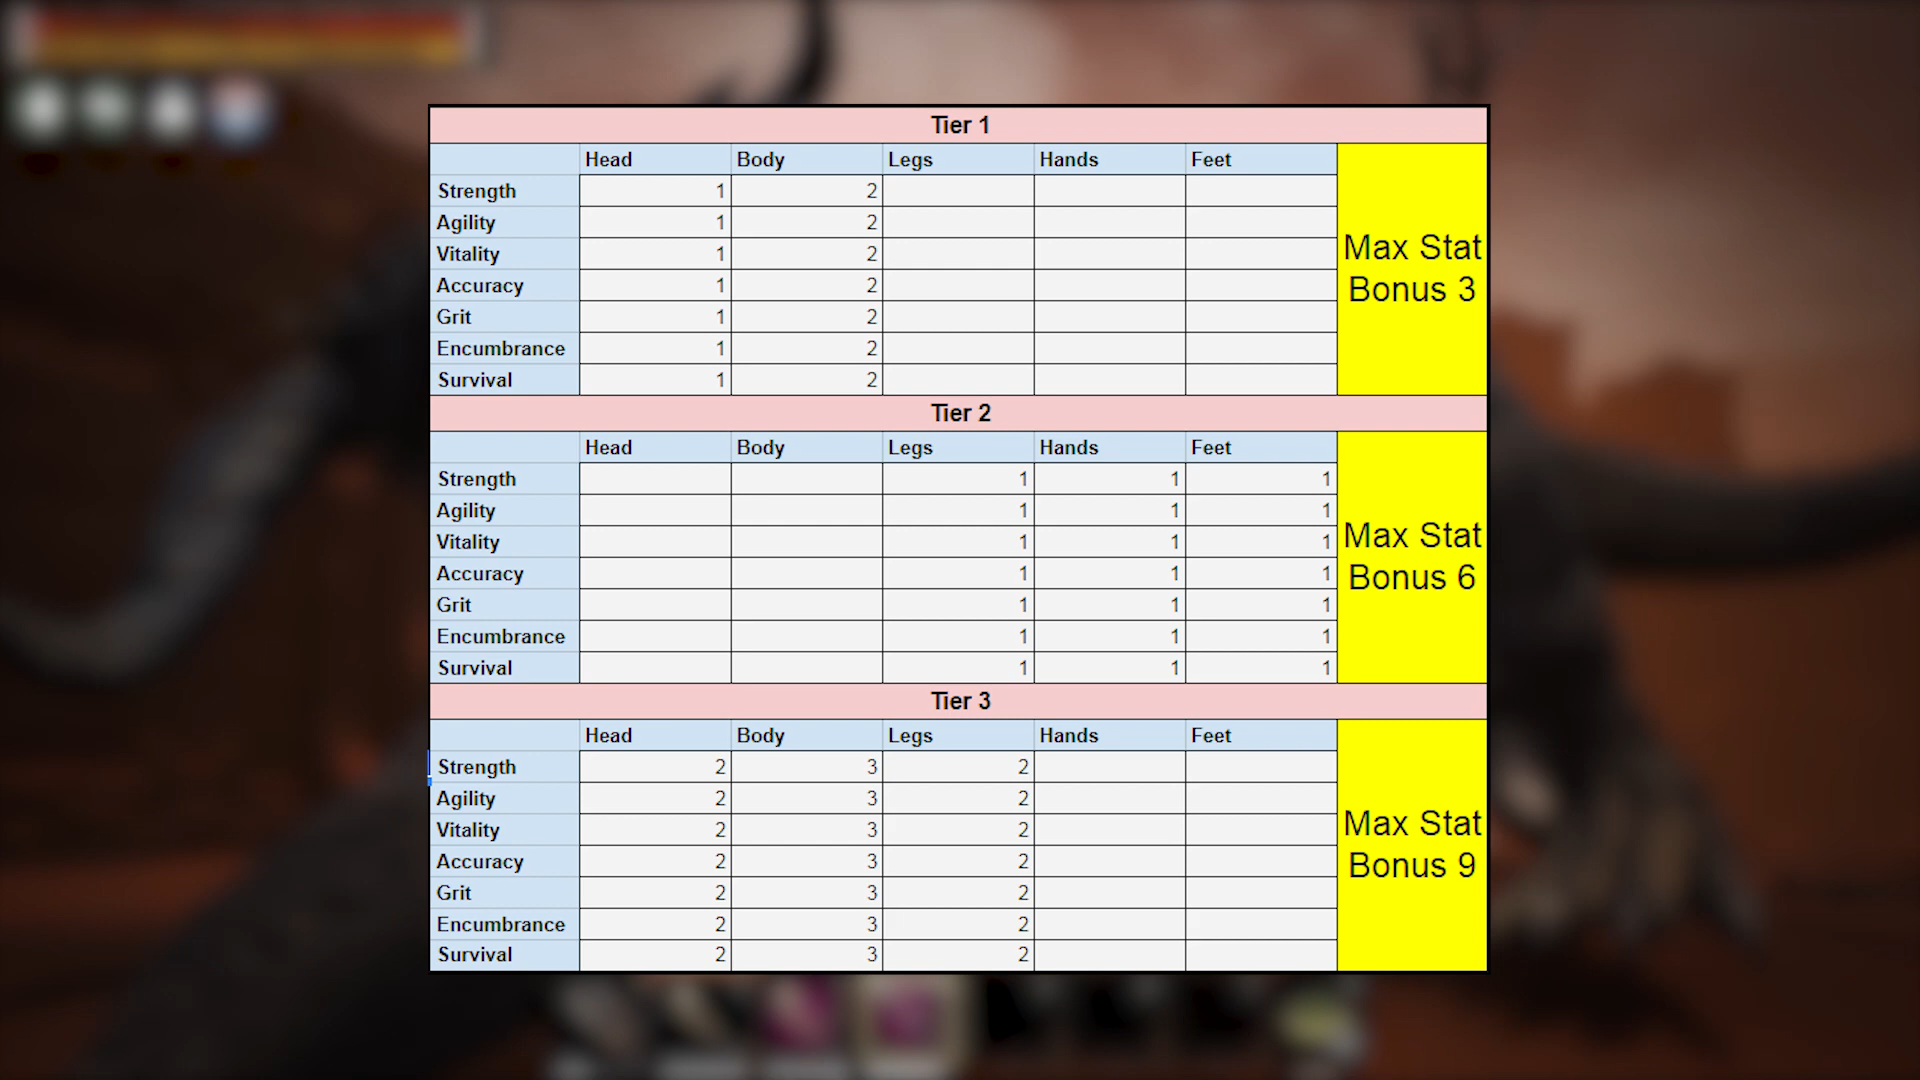 Tier 1
Head Body Legs Hands Feet
Strength 1 2
Agility 1 2
Vitality 1 2
Accuracy 1 2
Grit 1 2
Encumbrance 1 2
Survival 1 2
Max Stat
Bonus 3
Tier 2
Head Body Legs Hands Feet
Strength 1 1 1
Agility 1 1 1
Vitality 1 1 1
Accuracy 1 1 1
Grit 1 1 1
Encumbrance 1 1 1
Survival 1 1 1
Max Stat
Bonus 6
Tier 3
Head Body Legs Hands Feet
Strength 2 3 2
Agility 2 3 2
Vitality 2 3 2
Accuracy 2 3 2
Grit 2 3 2
Encumbrance 2 3 2
Survival 2 3 2
Max Stat
Bonus 9